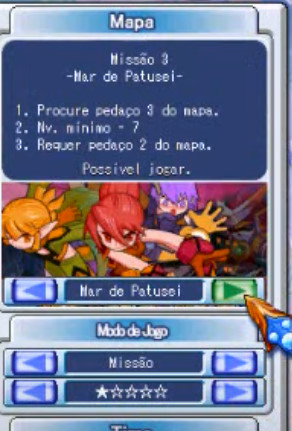 Mapa
Missão 3
-Mar de Patusei-
1. Procure pedaço 3 do mapa.
2. Nv. mínimo - 7
3. Requer pedaço 2 do mapa.
Possível jogar.
Mar de Patusei
Modo de Jogo
Missão
★☆☆☆☆
Time